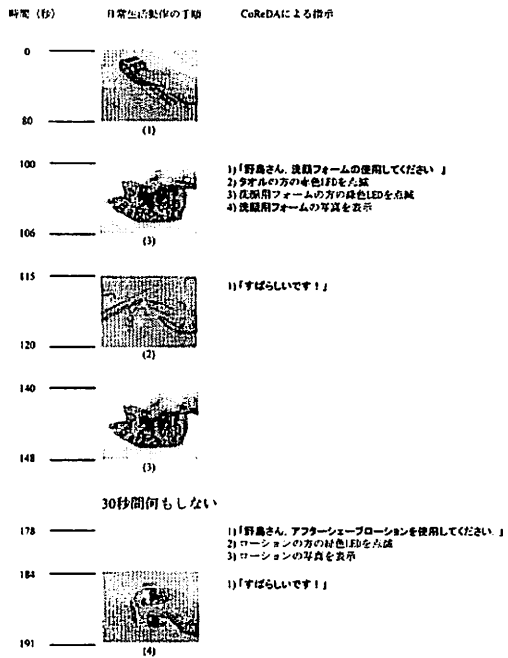 時間（秒） 日常生活動作の手順 CoReDAによる指示
0
80
(1)
100
106
(3)
1)「野島さん、洗顔フォームの使用してください」
2) タオルの方の赤色LEDを点滅
3) 洗顔用フォームの方の緑色LEDを点滅
4) 洗顔用フォームの写真を表示
115
120
(2)
1)「すばらしいです！」
140
148
(3)
30秒間何もしない
178
1)「野島さん、アフターシェーブローションを使用してください.」
2) ローションの方の緑色LEDを点滅
3) ローションの写真を表示
184
191
(4)
1)「すばらしいです！」